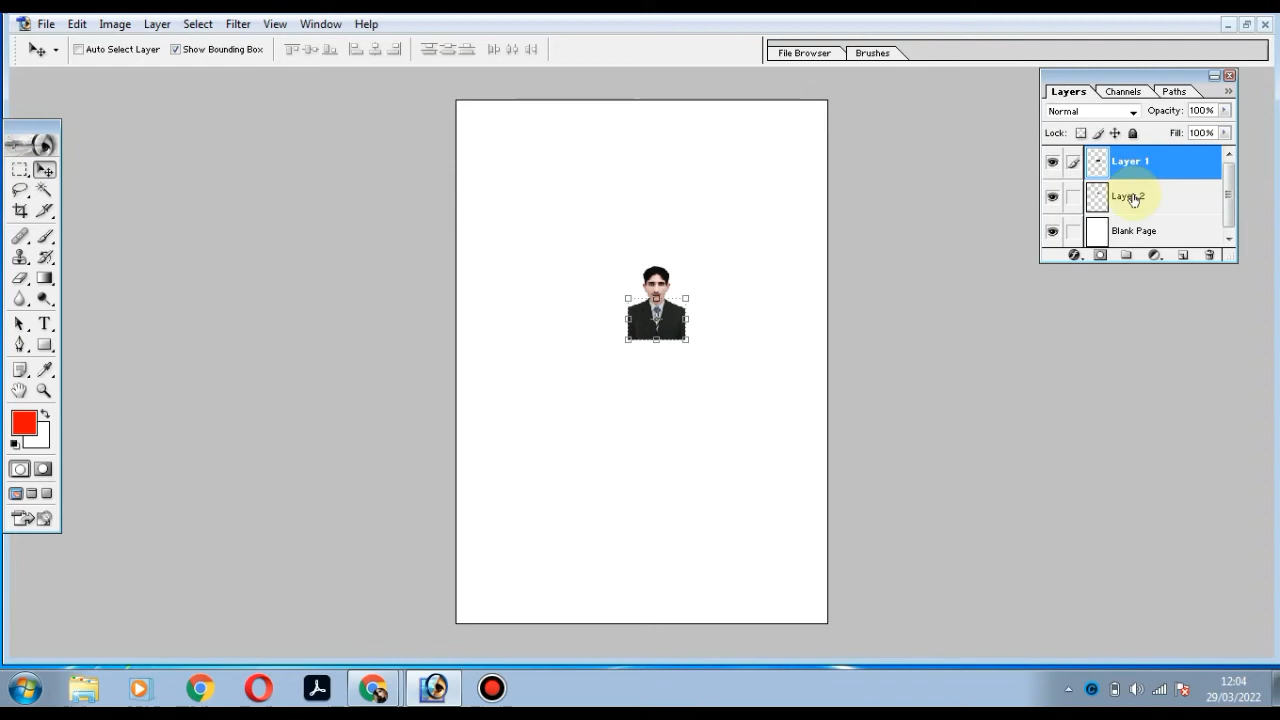 File Edit Image Layer Select Filter View Window Help
Auto Select Layer Show Bounding Box
File Browser Brushes
Layers Channels Paths
Normal Opacity: 100%
Lock: Fill: 100%
Layer 1
Layer 2
Blank Page
12:04
29/03/2022